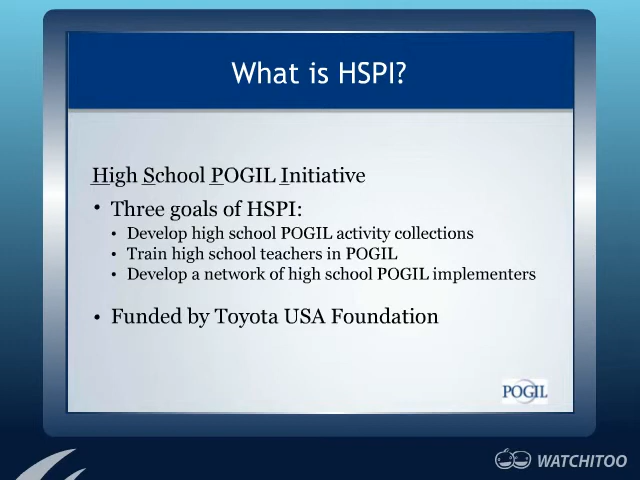 What is HSPI?
High School POGIL Initiative
• Three goals of HSPI:
• Develop high school POGIL activity collections
• Train high school teachers in POGIL
• Develop a network of high school POGIL implementers
• Funded by Toyota USA Foundation
POGIL
WATCHITOO